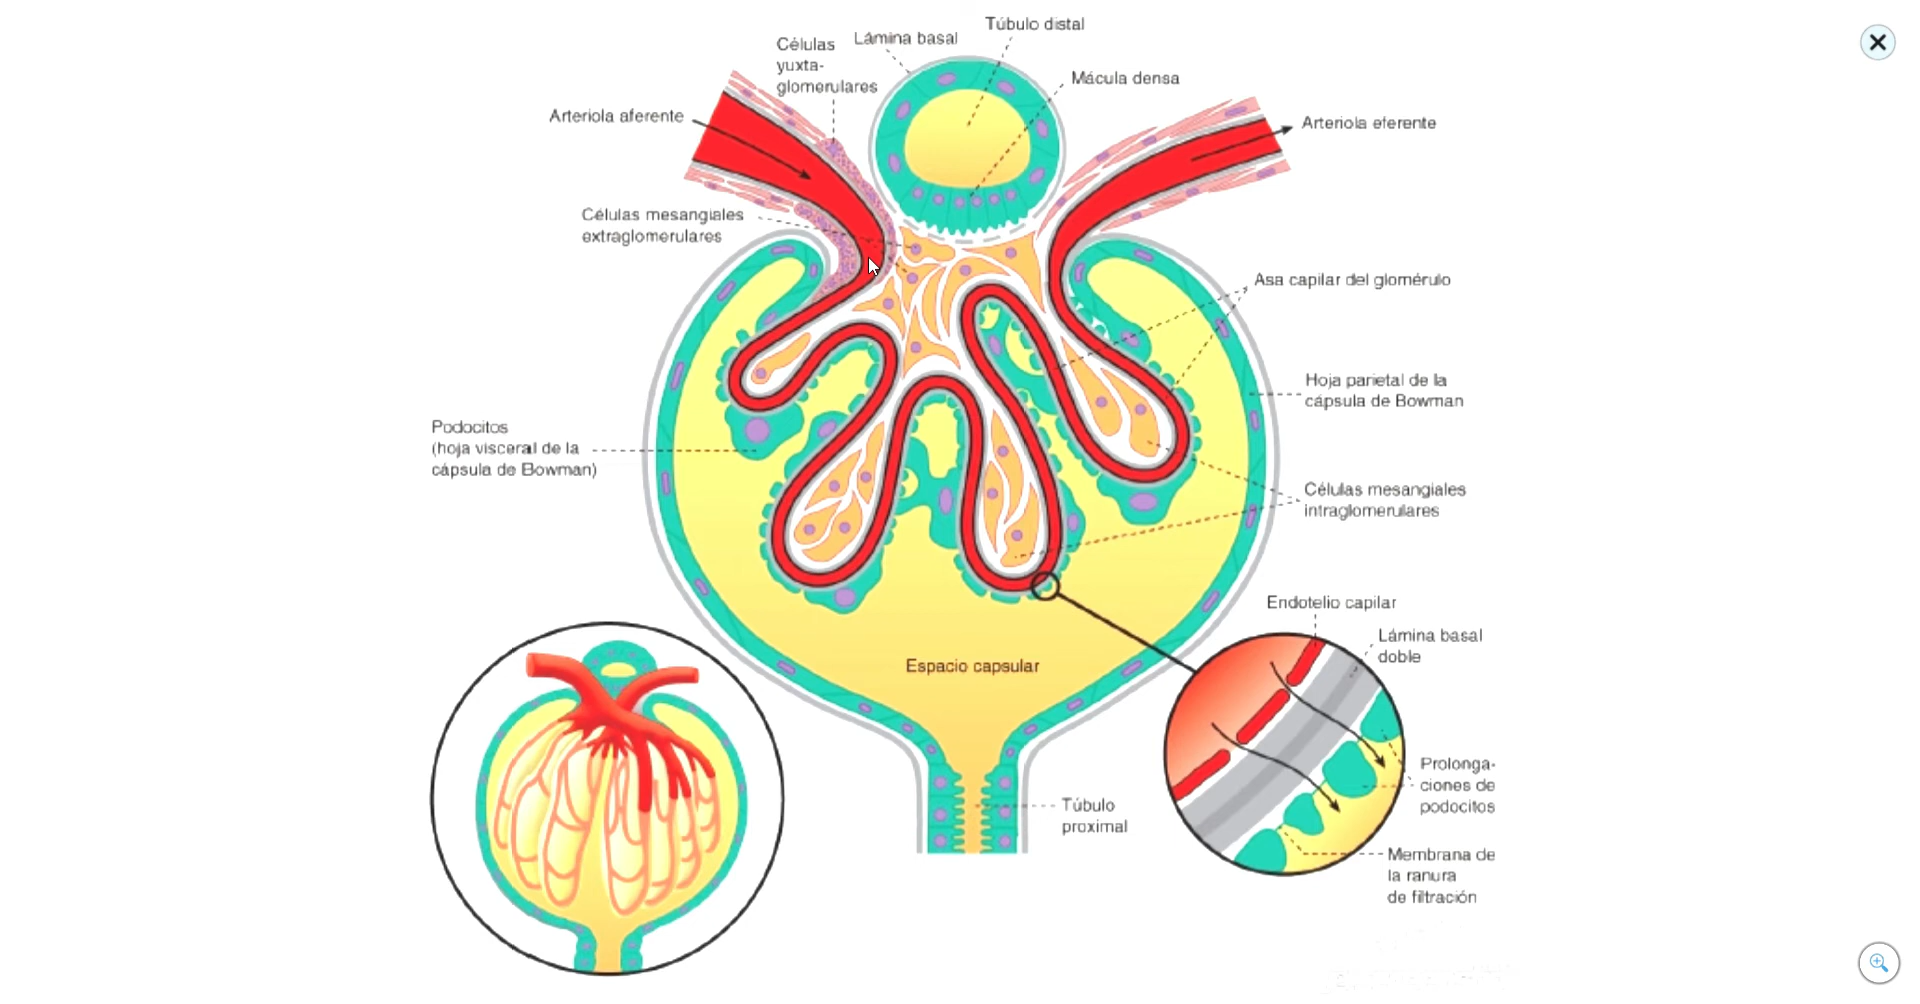 Túbulo distal
Lámina basal
Células
yuxta-
glomerulares
Mácula densa
Arteriola aferente
Arteriola eferente
Células mesangiales
extraglomerulares
Asa capilar del glomérulo
Hoja parietal de la
cápsula de Bowman
Podocitos
(hoja visceral de la
cápsula de Bowman)
Células mesangiales
intraglomerulares
Endotelio capilar
Lámina basal
doble
Espacio capsular
Prolonga-
ciones de
podocitos
Túbulo
proximal
Membrana de
la ranura
de filtración